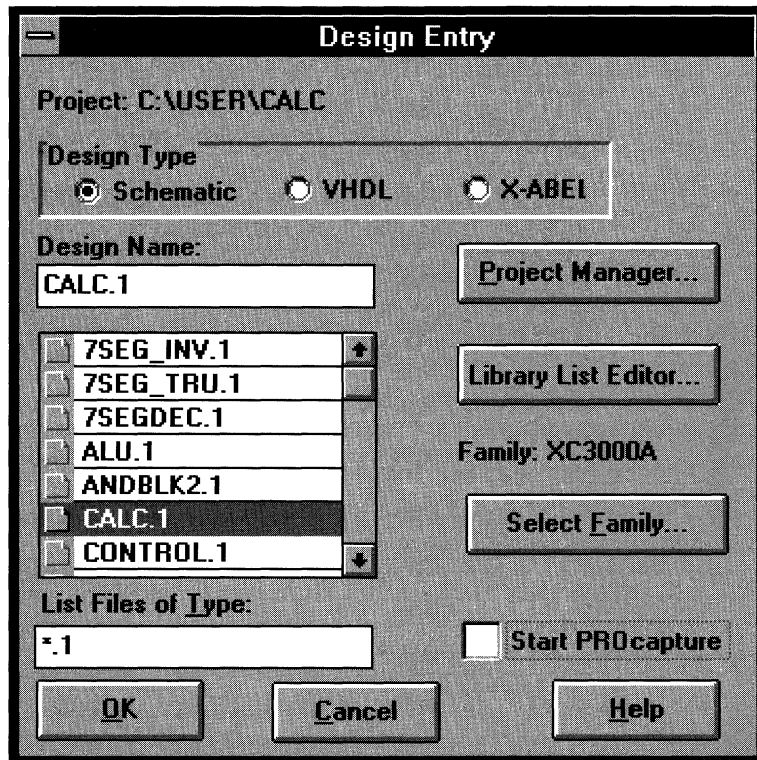 Design Entry
Project: C:\USER\CALC
Design Type
Schematic VHDL X-ABEL
Design Name:
CALC.1
Project Manager...
7SEG_INV.1
7SEG_TRU.1
7SEGDEC.1
ALU.1
ANDBLK2.1
CALC.1
CONTROL.1
Library List Editor...
Family: XC3000A
Select Family...
List Files of Type:
*.1
Start PROcapture
OK Cancel Help